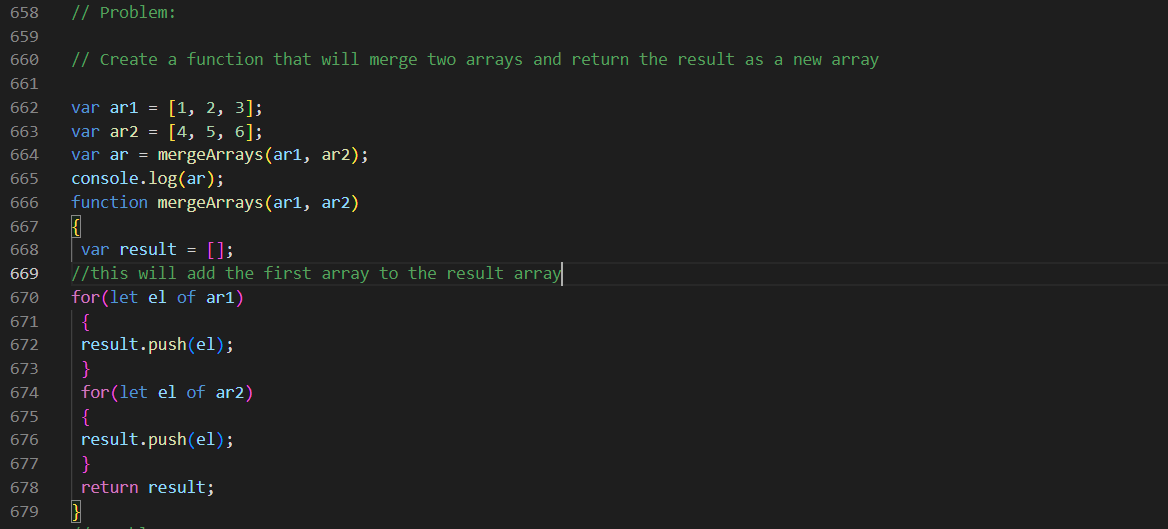 658 // Problem:
659
660 // Create a function that will merge two arrays and return the result as a new array
661
662 var ar1 = [1, 2, 3];
663 var ar2 = [4, 5, 6];
664 var ar = mergeArrays(ar1, ar2);
665 console.log(ar);
666 function mergeArrays(ar1, ar2)
667 {
668 var result = [];
669 //this will add the first array to the result array
670 for(let el of ar1)
671 {
672 result.push(el);
673 }
674 for(let el of ar2)
675 {
676 result.push(el);
677 }
678 return result;
679 }